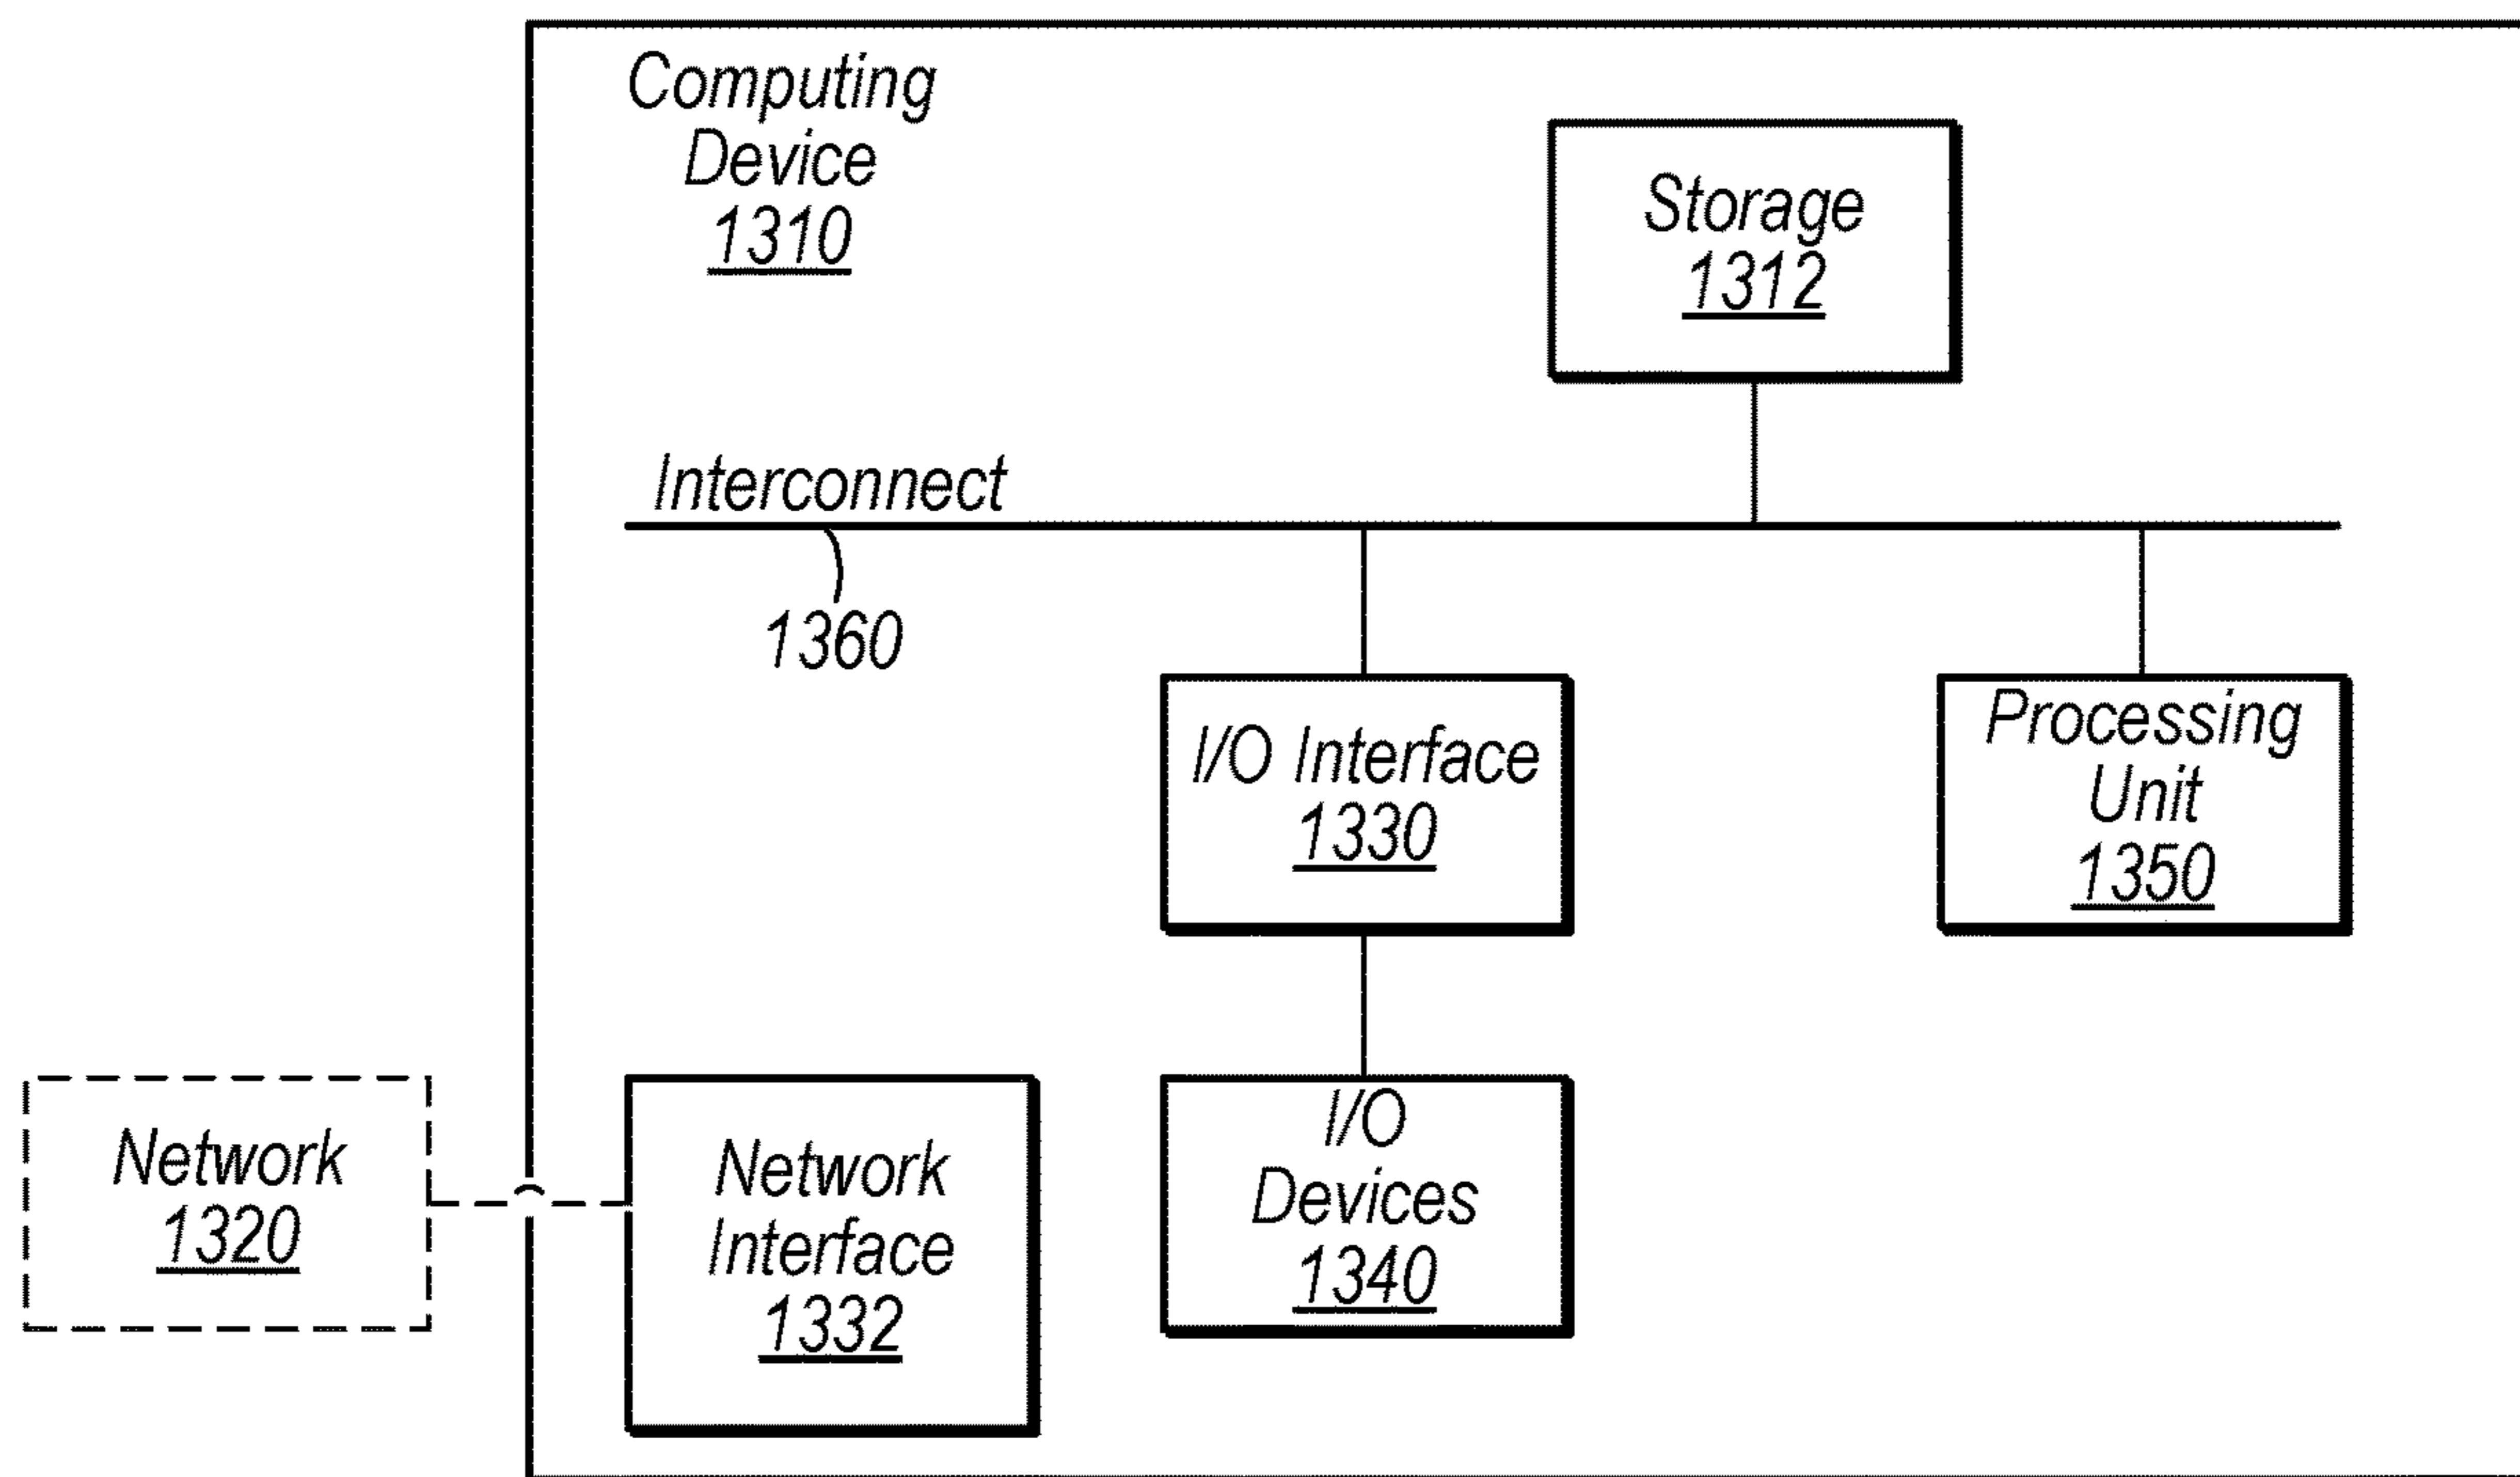 Computing
Device
1310
Storage
1312
Interconnect
1360
I/O Interface
1330
Processing
Unit
1350
Network
1320
Network
Interface
1332
I/O
Devices
1340